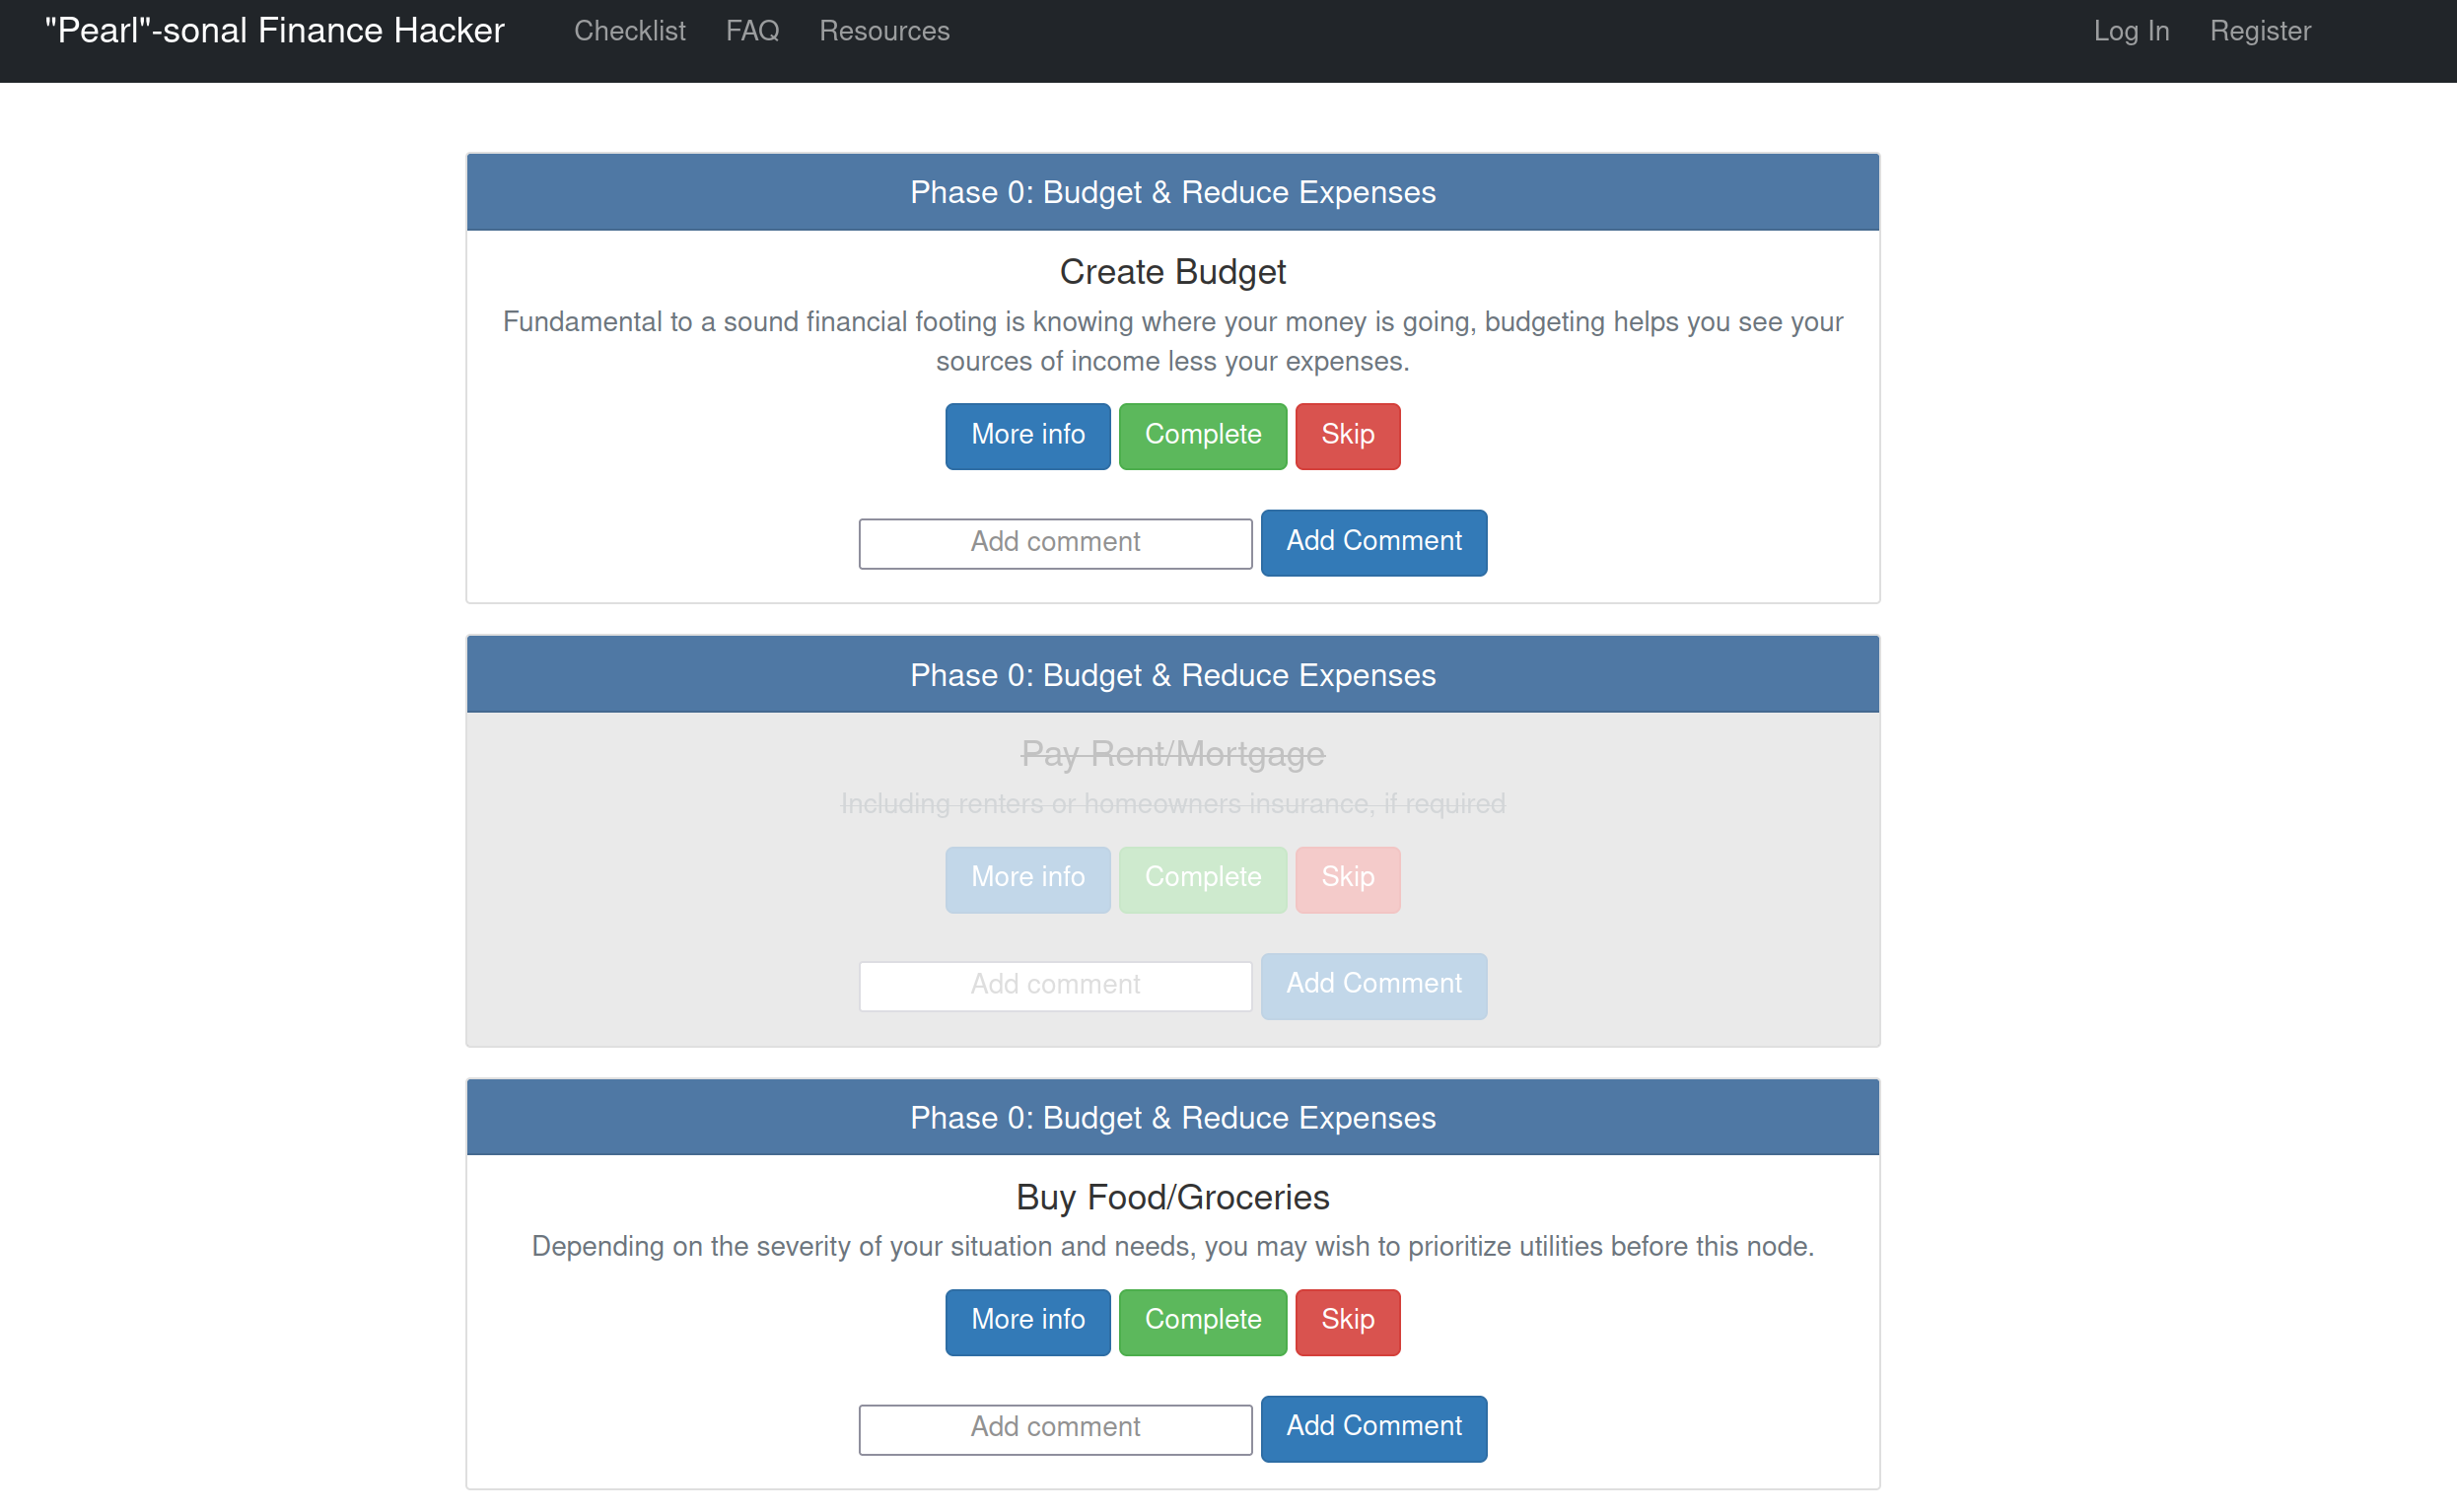 "Pearl"-sonal Finance Hacker Checklist FAQ Resources Log In Register
Phase 0: Budget & Reduce Expenses
Create Budget
Fundamental to a sound financial footing is knowing where your money is going, budgeting helps you see your
sources of income less your expenses.
More info Complete Skip
Add comment Add Comment
Phase 0: Budget & Reduce Expenses
Pay Rent/Mortgage
Including renters or homeowners insurance, if required
More info Complete Skip
Add comment Add Comment
Phase 0: Budget & Reduce Expenses
Buy Food/Groceries
Depending on the severity of your situation and needs, you may wish to prioritize utilities before this node.
More info Complete Skip
Add comment Add Comment